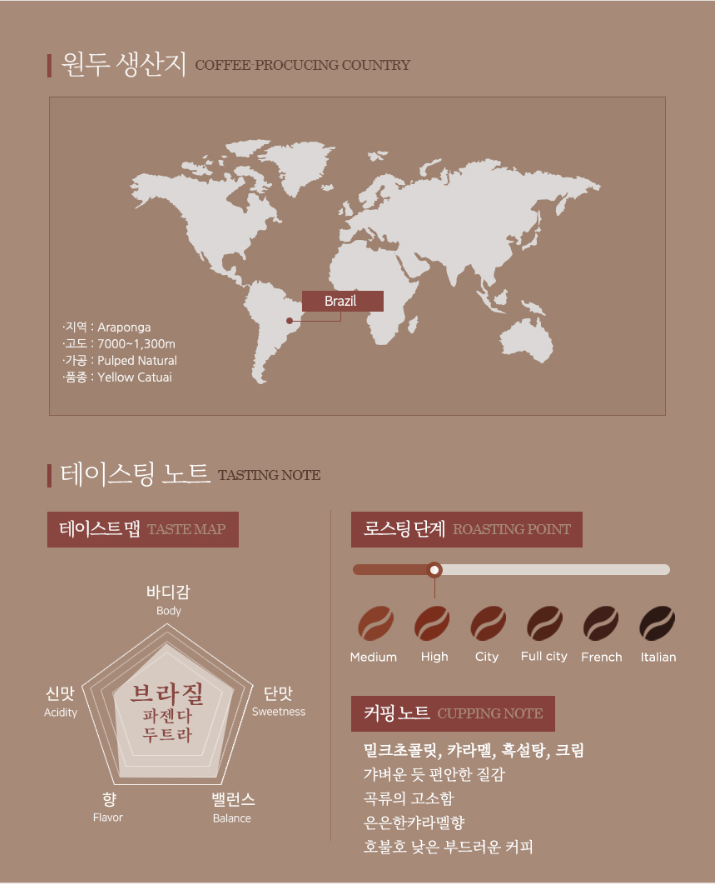 원두 생산지 COFFEE-PROCUCING COUNTRY
Brazil
·지역 : Araponga
·고도 : 7000~1,300m
·가공 : Pulped Natural
·품종 : Yellow Catuai
테이스팅 노트 TASTING NOTE
테이스트 맵 TASTE MAP
바디감
Body
신맛
Acidity
단맛
Sweetness
브라질
파젠다
두트라
향
Flavor
밸런스
Balance
로스팅 단계 ROASTING POINT
Medium High City Full city French Italian
커핑 노트 CUPPING NOTE
밀크초콜릿, 캬라멜, 흑설탕, 크림
갸벼운 듯 편안한 질감
곡류의 고소함
은은한캬라멜향
호불호 낮은 부드러운 커피